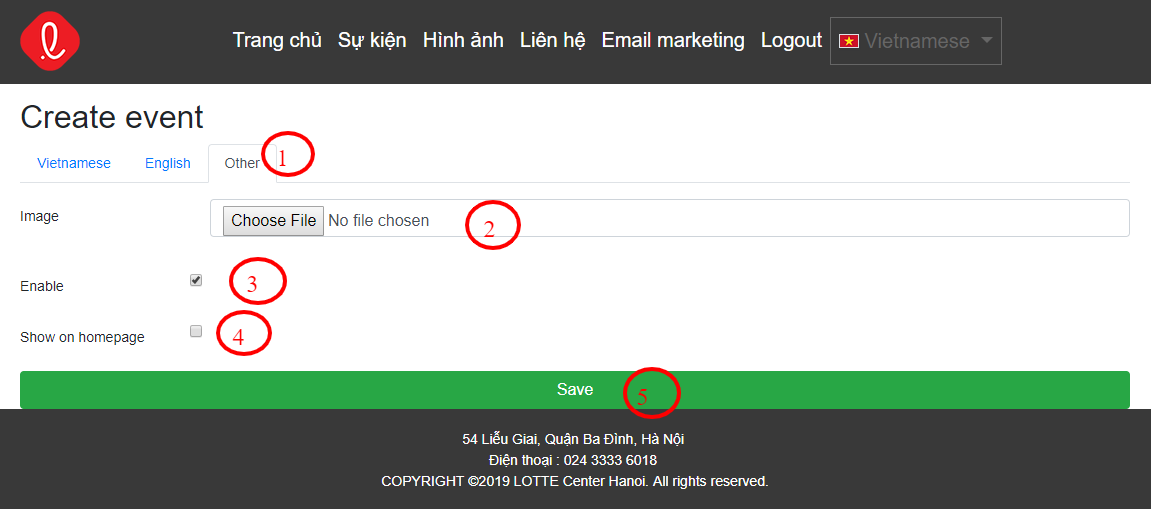 Trang chủ Sự kiện Hình ảnh Liên hệ Email marketing Logout Vietnamese
Create event
Vietnamese English Other 1
Image Choose File No file chosen 2
Enable 3
Show on homepage 4
Save 5
54 Liễu Giai, Quận Ba Đình, Hà Nội
Điện thoại : 024 3333 6018
COPYRIGHT ©2019 LOTTE Center Hanoi. All rights reserved.